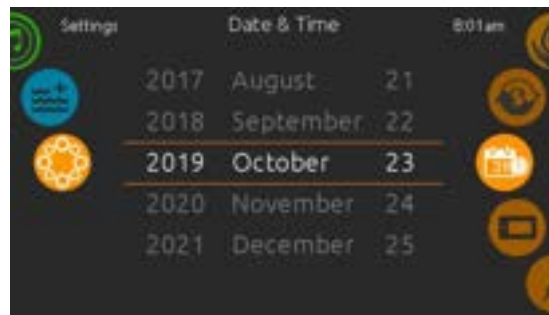 Settings Date & Time 8:01am
2017 August 21
2018 September 22
2019 October 23
2020 November 24
2021 December 25